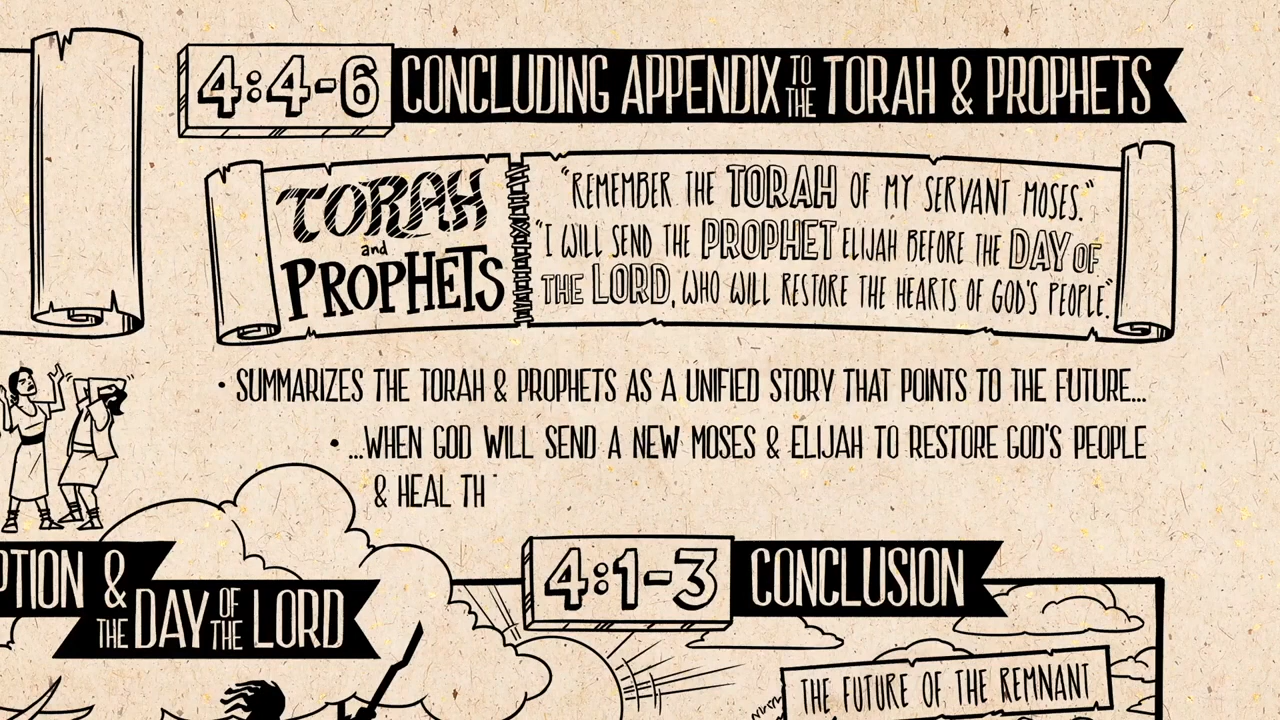 4:4-6 CONCLUDING APPENDIX TO THE TORAH & PROPHETS
TORAH
and
PROPHETS
"REMEMBER THE TORAH OF MY SERVANT MOSES."
"I WILL SEND THE PROPHET ELIJAH BEFORE THE DAY OF
THE LORD, WHO WILL RESTORE THE HEARTS OF GOD'S PEOPLE"
• SUMMARIZES THE TORAH & PROPHETS AS A UNIFIED STORY THAT POINTS TO THE FUTURE...
• ...WHEN GOD WILL SEND A NEW MOSES & ELIJAH TO RESTORE GOD'S PEOPLE
& HEAL TH
PTION &
THE DAY OF THE LORD
4:1-3 CONCLUSION
THE FUTURE OF THE REMNANT